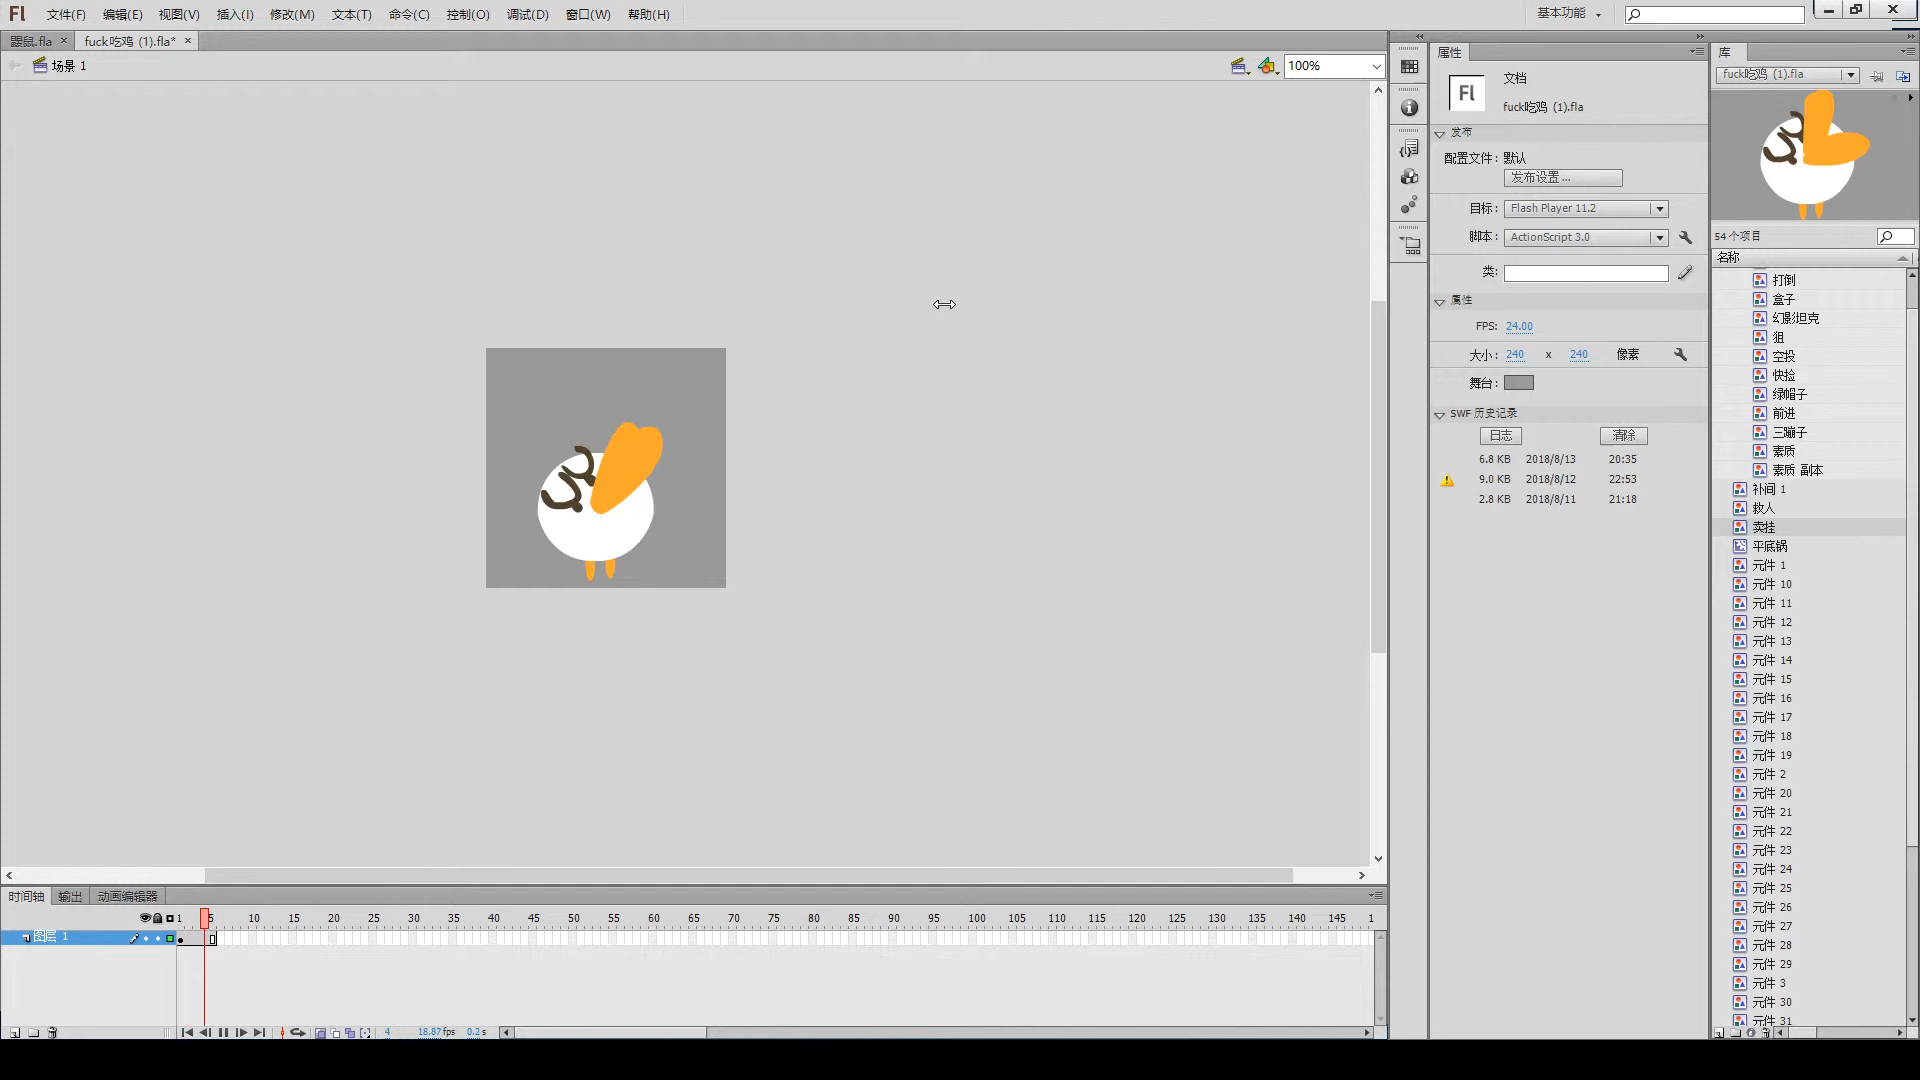 Fl 文件(F) 编辑(E) 视图(V) 插入(I) 修改(M) 文本(T) 命令(C) 控制(O) 调试(D) 窗口(W) 帮助(H) 基本功能
鼹鼠.fla × fuck吃鸡 (1).fla* ×
场景 1 100%
属性
Fl
文档
fuck吃鸡 (1).fla
发布
配置文件: 默认
发布设置...
目标: Flash Player 11.2
脚本: ActionScript 3.0
类:
属性
FPS: 24.00
大小: 240 x 240 像素
舞台:
SWF 历史记录
日志 清除
6.8 KB 2018/8/13 20:35
9.0 KB 2018/8/12 22:53
2.8 KB 2018/8/11 21:18
库
fuck吃鸡 (1).fla
54 个项目
名称
打倒
盒子
幻影坦克
狙
空投
快捡
绿帽子
前进
三蹦子
素质
素质 副本
补间 1
救人
卖挂
平底锅
元件 1
元件 10
元件 11
元件 12
元件 13
元件 14
元件 15
元件 16
元件 17
元件 18
元件 19
元件 2
元件 20
元件 21
元件 22
元件 23
元件 24
元件 25
元件 26
元件 27
元件 28
元件 29
元件 3
元件 30
元件 31
时间轴 输出 动画编辑器
1 5 10 15 20 25 30 35 40 45 50 55 60 65 70 75 80 85 90 95 100 105 110 115 120 125 130 135 140 145 1
图层 1
4 18.87fps 0.2s